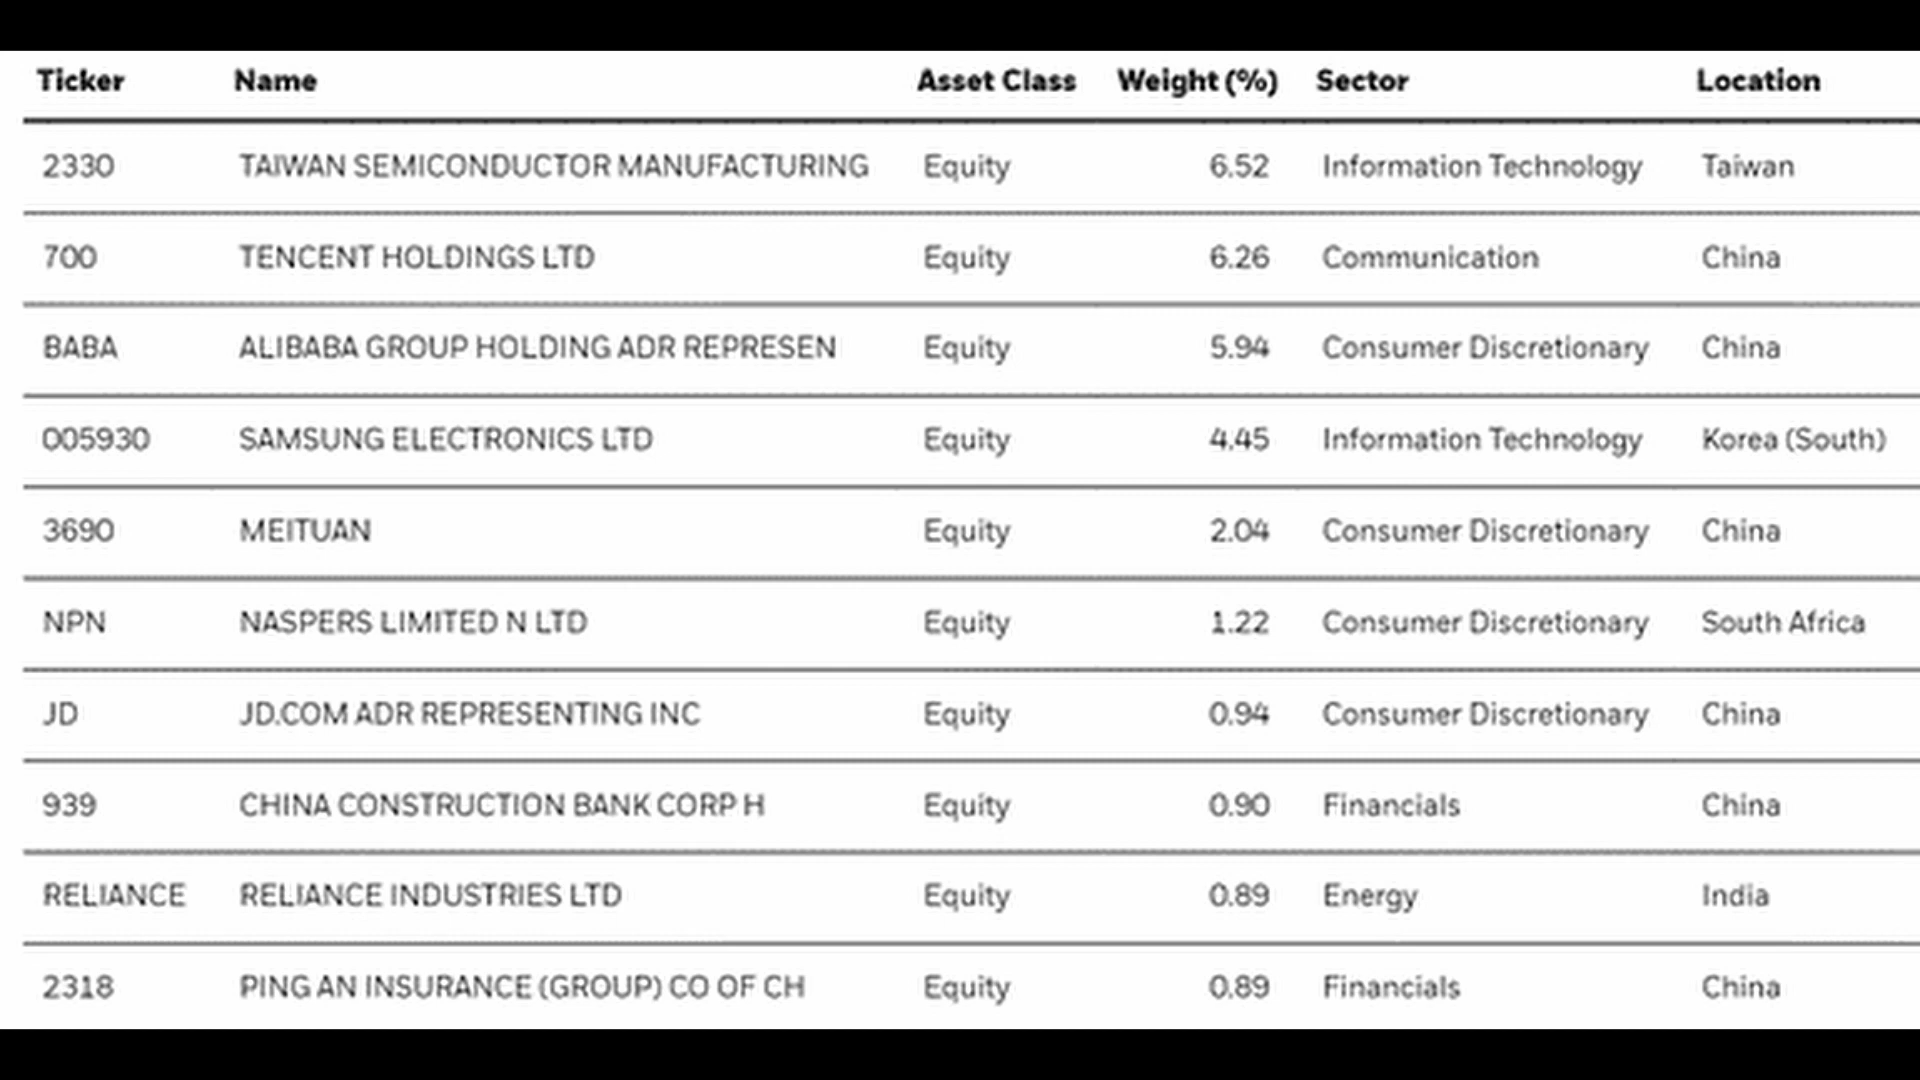 Ticker Name Asset Class Weight (%) Sector Location
2330 TAIWAN SEMICONDUCTOR MANUFACTURING Equity 6.52 Information Technology Taiwan
700 TENCENT HOLDINGS LTD Equity 6.26 Communication China
BABA ALIBABA GROUP HOLDING ADR REPRESEN Equity 5.94 Consumer Discretionary China
005930 SAMSUNG ELECTRONICS LTD Equity 4.45 Information Technology Korea (South)
3690 MEITUAN Equity 2.04 Consumer Discretionary China
NPN NASPERS LIMITED N LTD Equity 1.22 Consumer Discretionary South Africa
JD JD.COM ADR REPRESENTING INC Equity 0.94 Consumer Discretionary China
939 CHINA CONSTRUCTION BANK CORP H Equity 0.90 Financials China
RELIANCE RELIANCE INDUSTRIES LTD Equity 0.89 Energy India
2318 PING AN INSURANCE (GROUP) CO OF CH Equity 0.89 Financials China